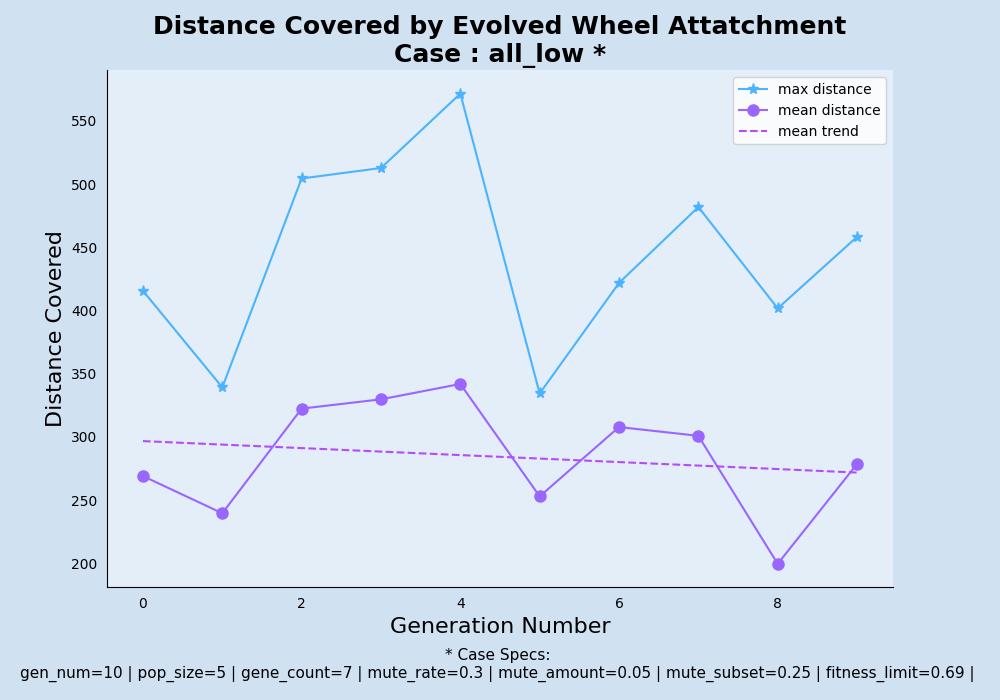 Distance Covered by Evolved Wheel Attatchment
Case : all_low *
max distance
mean distance
mean trend
Distance Covered
550
500
450
400
350
300
250
200
0 2 4 6 8
Generation Number
* Case Specs:
gen_num=10 | pop_size=5 | gene_count=7 | mute_rate=0.3 | mute_amount=0.05 | mute_subset=0.25 | fitness_limit=0.69 |